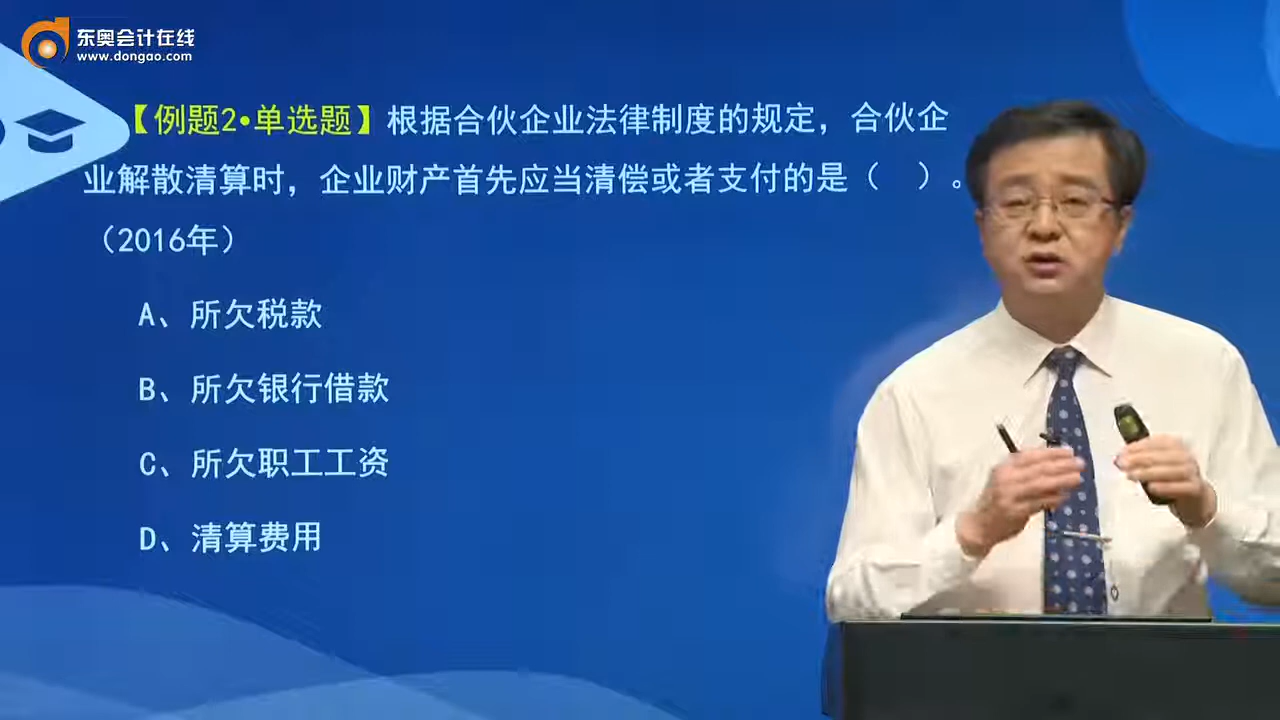 东奥会计在线
www.dongao.com
【例题2•单选题】根据合伙企业法律制度的规定，合伙企
业解散清算时，企业财产首先应当清偿或者支付的是（ ）。
（2016年）
A、所欠税款
B、所欠银行借款
C、所欠职工工资
D、清算费用